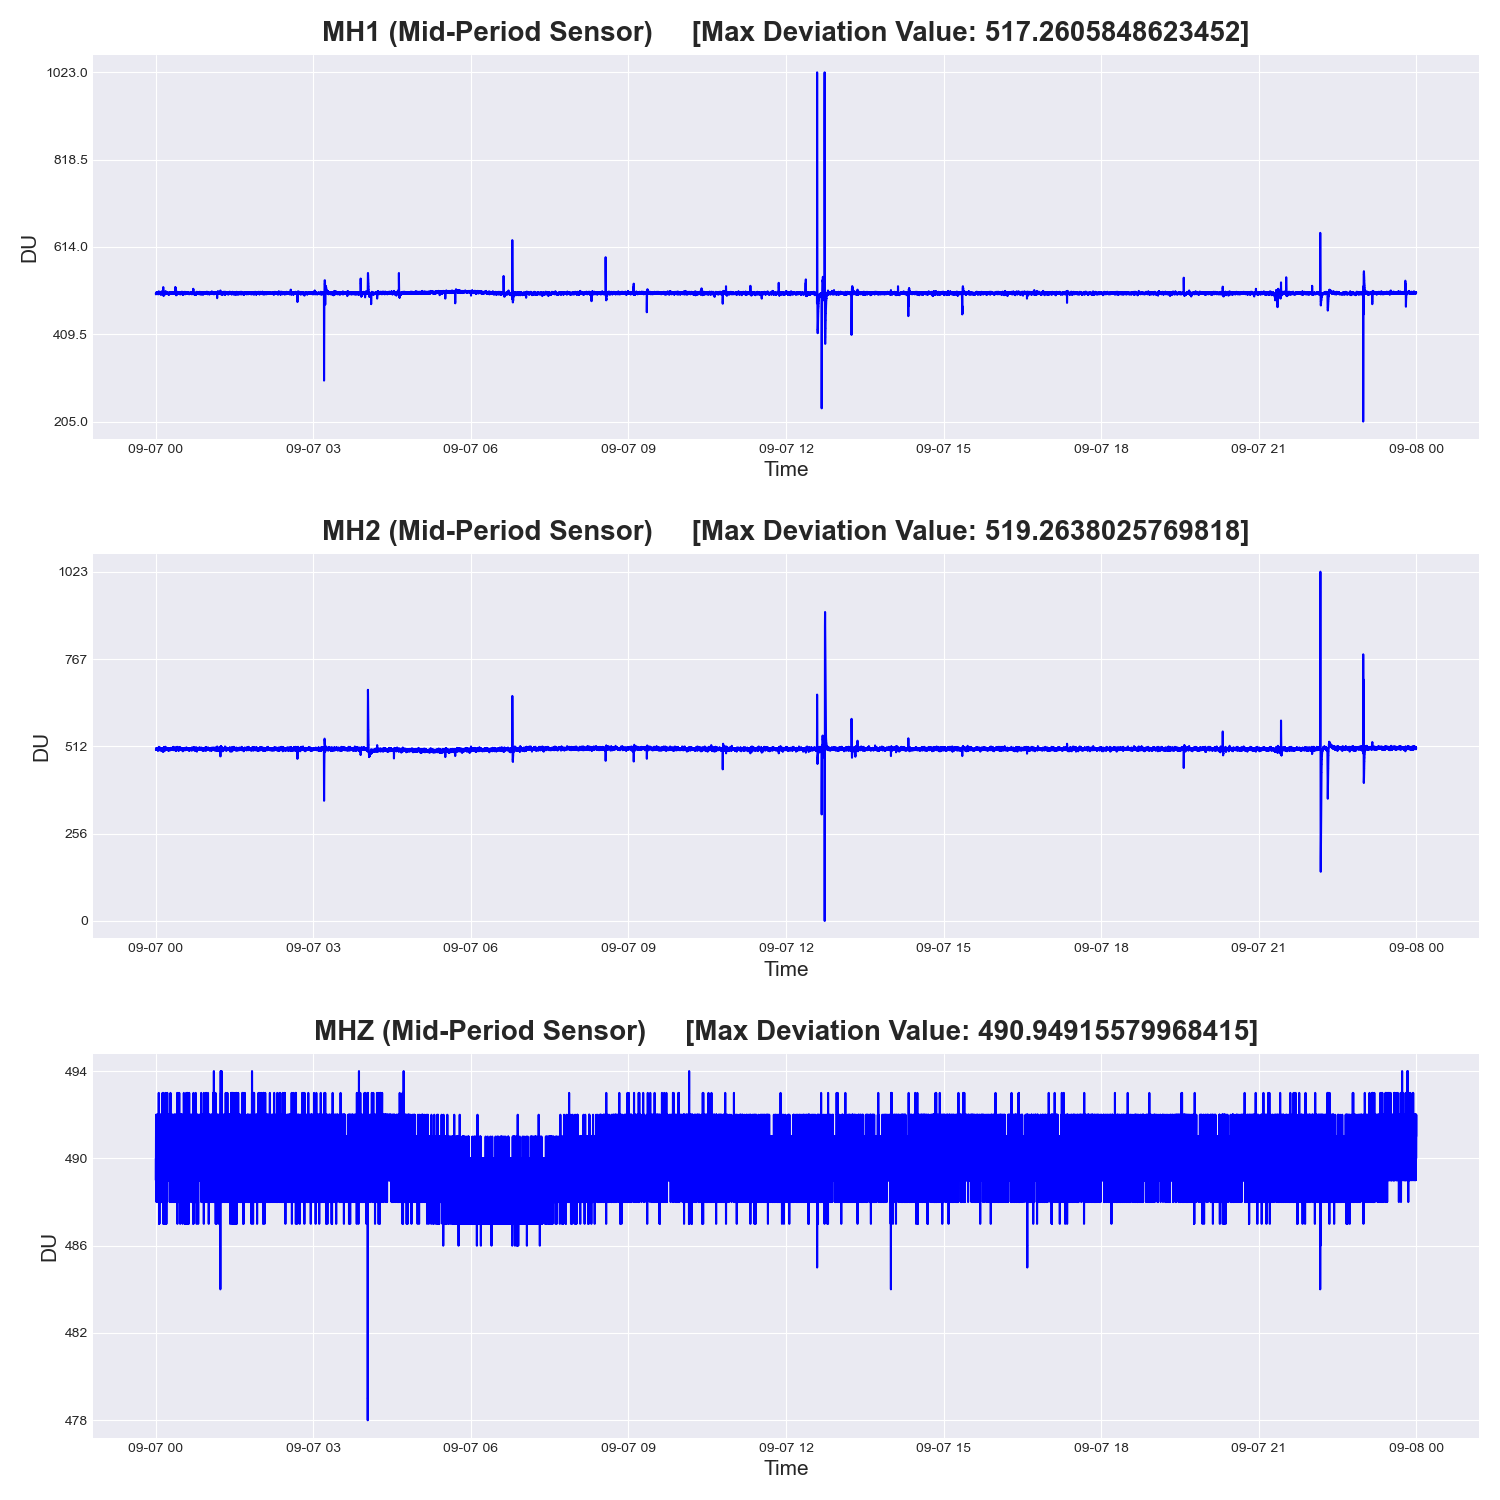 MH1 (Mid-Period Sensor)     [Max Deviation Value: 517.2605848623452]
1023.0
818.5
614.0
409.5
205.0
DU
09-07 00 09-07 03 09-07 06 09-07 09 09-07 12 09-07 15 09-07 18 09-07 21 09-08 00
Time
MH2 (Mid-Period Sensor)     [Max Deviation Value: 519.2638025769818]
1023
767
512
256
0
DU
09-07 00 09-07 03 09-07 06 09-07 09 09-07 12 09-07 15 09-07 18 09-07 21 09-08 00
Time
MHZ (Mid-Period Sensor)     [Max Deviation Value: 490.94915579968415]
494
490
486
482
478
DU
09-07 00 09-07 03 09-07 06 09-07 09 09-07 12 09-07 15 09-07 18 09-07 21 09-08 00
Time